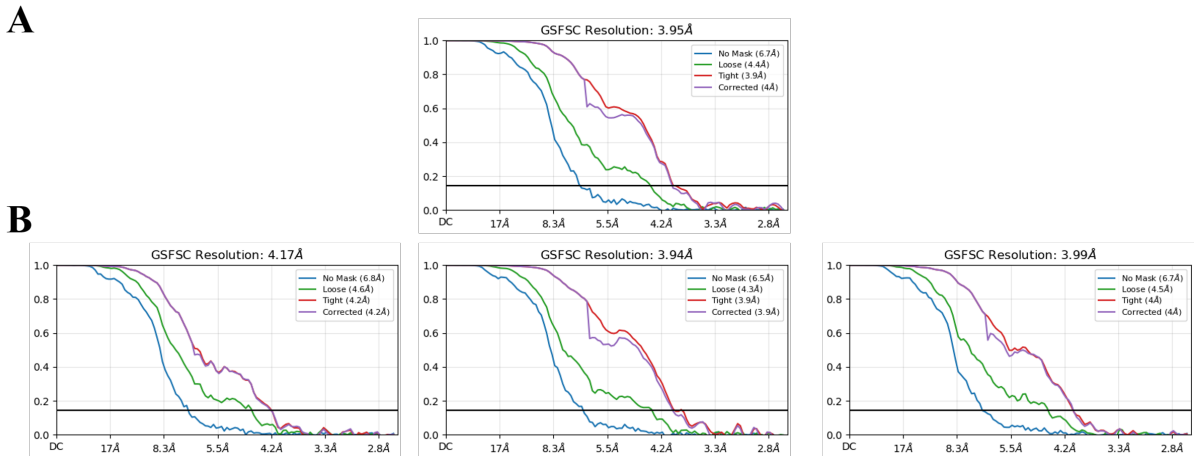 A
GSFSC Resolution: 3.95Å
No Mask (6.7Å)
Loose (4.4Å)
Tight (3.9Å)
Corrected (4Å)
1.0
0.8
0.6
0.4
0.2
0.0
DC 17Å 8.3Å 5.5Å 4.2Å 3.3Å 2.8Å
B
GSFSC Resolution: 4.17Å
No Mask (6.8Å)
Loose (4.6Å)
Tight (4.2Å)
Corrected (4.2Å)
1.0
0.8
0.6
0.4
0.2
0.0
DC 17Å 8.3Å 5.5Å 4.2Å 3.3Å 2.8Å
GSFSC Resolution: 3.94Å
No Mask (6.5Å)
Loose (4.3Å)
Tight (3.9Å)
Corrected (3.9Å)
1.0
0.8
0.6
0.4
0.2
0.0
DC 17Å 8.3Å 5.5Å 4.2Å 3.3Å 2.8Å
GSFSC Resolution: 3.99Å
No Mask (6.7Å)
Loose (4.5Å)
Tight (4Å)
Corrected (4Å)
1.0
0.8
0.6
0.4
0.2
0.0
DC 17Å 8.3Å 5.5Å 4.2Å 3.3Å 2.8Å